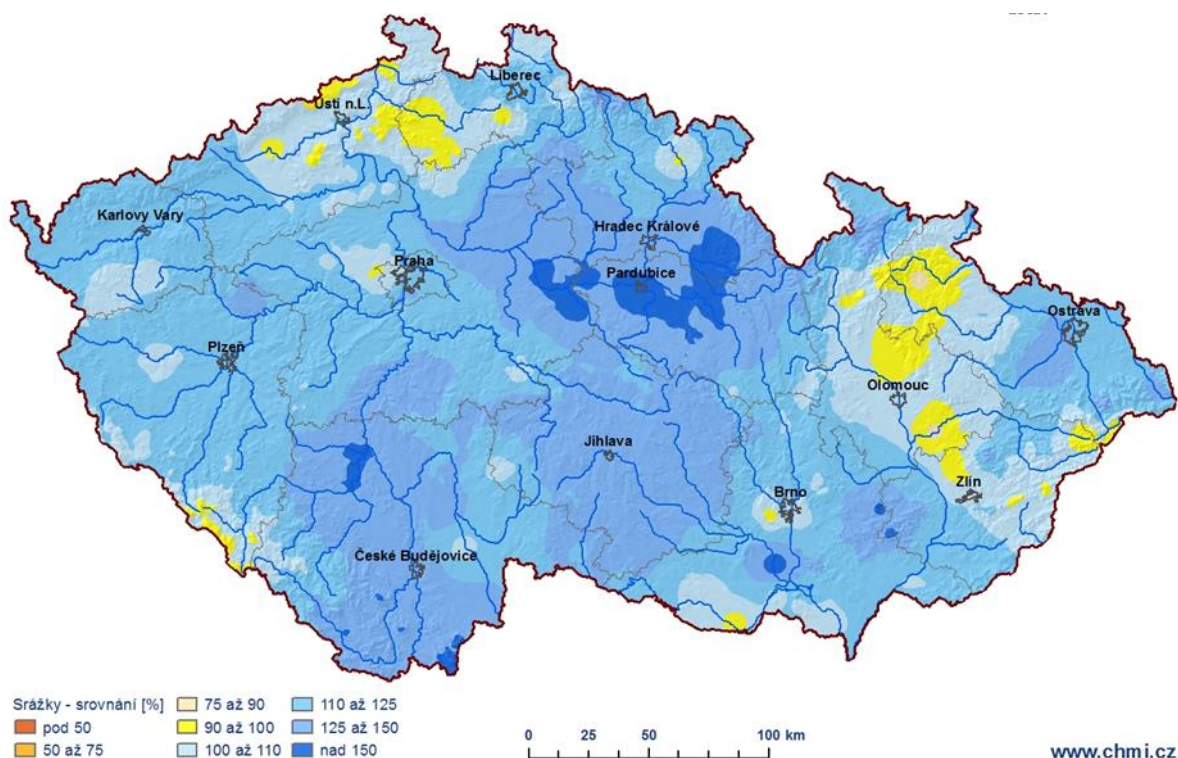 Liberec
Ústí n.L.
Karlovy Vary
Hradec Králové
Praha
Pardubice
Ostrava
Plzeň
Olomouc
Jihlava
Zlín
Brno
České Budějovice
Srážky - srovnání [%]
pod 50
50 až 75
75 až 90
90 až 100
100 až 110
110 až 125
125 až 150
nad 150
0 25 50 100 km
www.chmi.cz